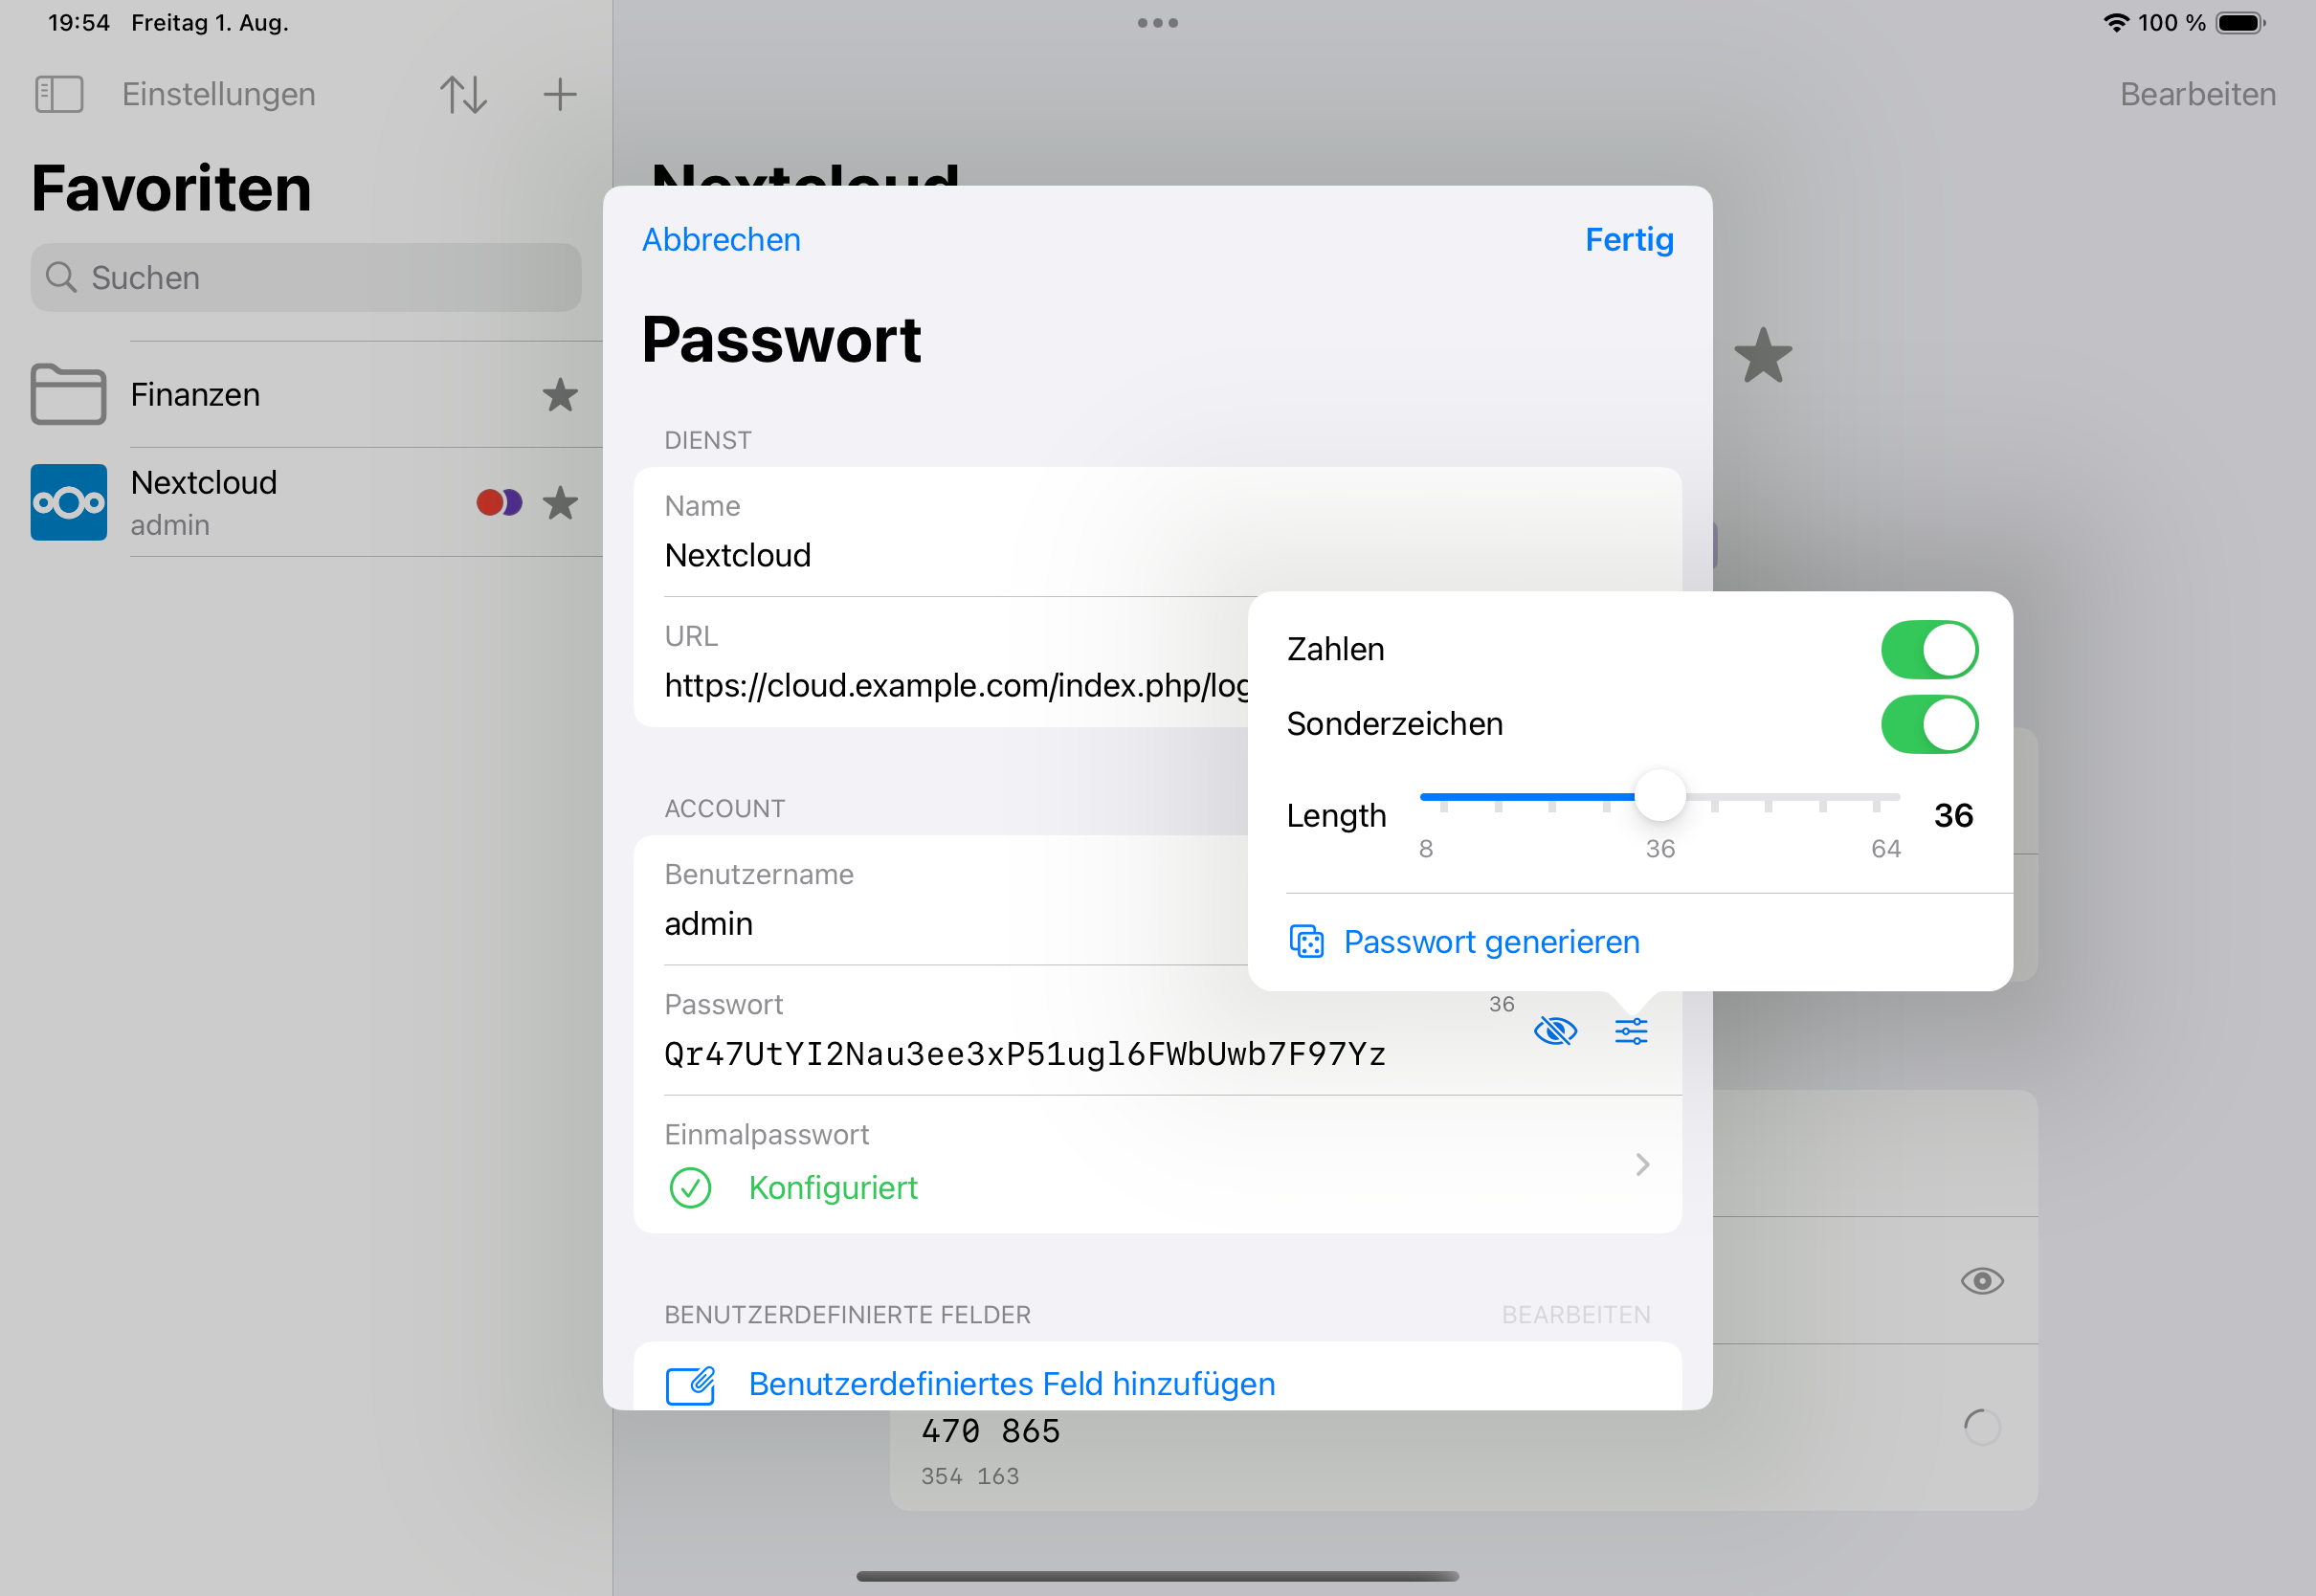 19:54 Freitag 1. Aug.
100 %
Einstellungen
Bearbeiten
Favoriten
Suchen
Finanzen
Nextcloud
admin
Nextcloud
Abbrechen
Fertig
Passwort
DIENST
Name
Nextcloud
URL
https://cloud.example.com/index.php/log
ACCOUNT
Benutzername
admin
Passwort
36
Qr47UtYI2Nau3ee3xP51ugl6FWbUwb7F97Yz
Einmalpasswort
Konfiguriert
BENUTZERDEFINIERTE FELDER
BEARBEITEN
Benutzerdefiniertes Feld hinzufügen
Zahlen
Sonderzeichen
Length
36
8 36 64
Passwort generieren
470 865
354 163